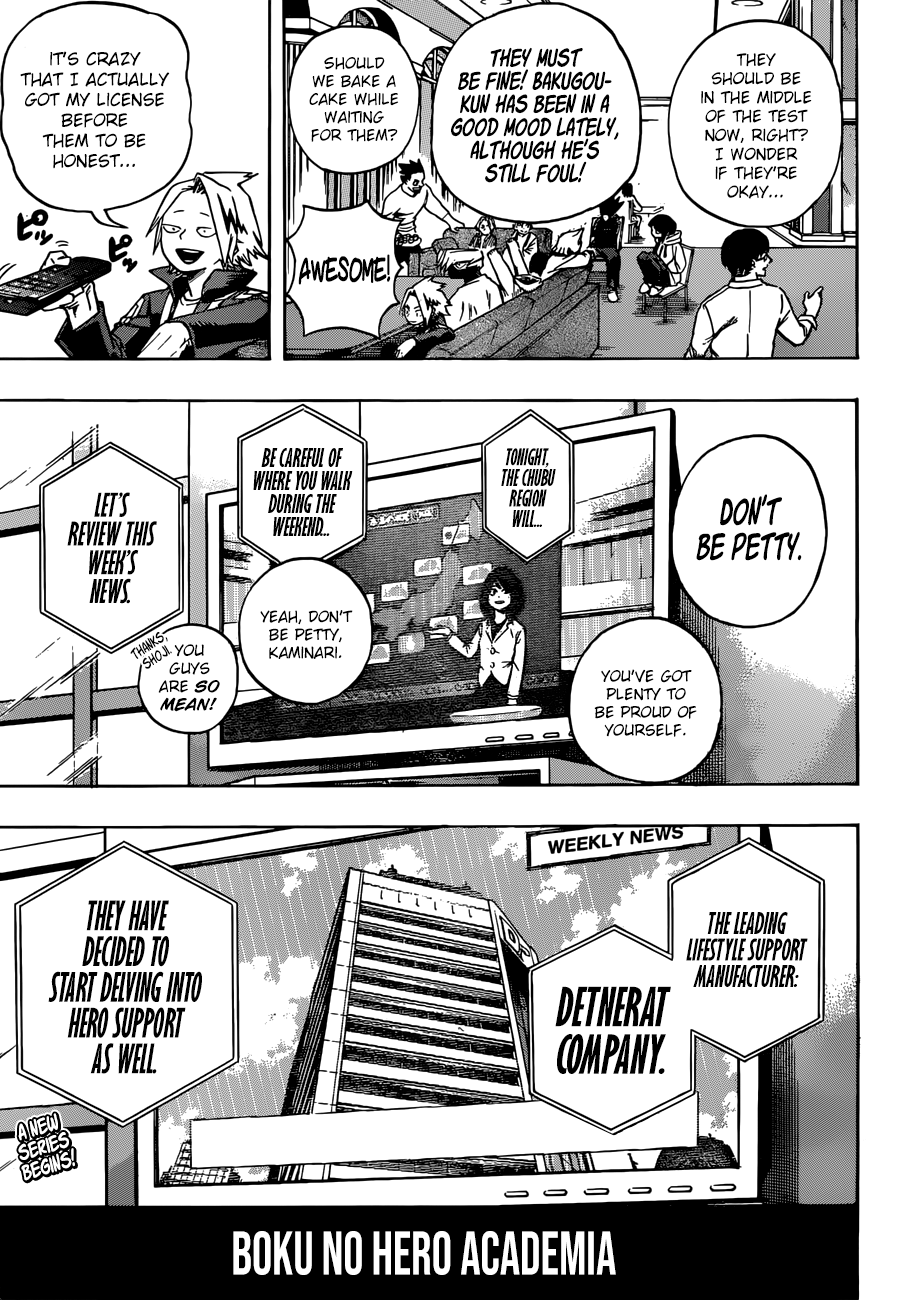 THEY
SHOULD BE
IN THE MIDDLE
OF THE TEST
NOW, RIGHT?
I WONDER
IF THEY'RE
OKAY...
THEY MUST
BE FINE! BAKUGOU-
KUN HAS BEEN IN A
GOOD MOOD LATELY,
ALTHOUGH HE'S
STILL FOUL!
SHOULD
WE BAKE A
CAKE WHILE
WAITING
FOR THEM?
AWESOME!
IT'S CRAZY
THAT I ACTUALLY
GOT MY LICENSE
BEFORE
THEM TO BE
HONEST...
ピッ
ピッ
DON'T
BE PETTY.
TONIGHT,
THE CHUBU
REGION
WILL...
BE CAREFUL OF
WHERE YOU WALK
DURING THE
WEEKEND...
YOU'VE GOT
PLENTY TO
BE PROUD OF
YOURSELF.
YEAH, DON'T
BE PETTY,
KAMINARI.
THANKS,
SHOJI.
YOU
GUYS
ARE SO
MEAN!
LET'S
REVIEW THIS
WEEK'S
NEWS.
WEEKLY NEWS
THE LEADING
LIFESTYLE SUPPORT
MANUFACTURER:
DETNERAT
COMPANY.
THEY HAVE
DECIDED TO
START DELVING INTO
HERO SUPPORT
AS WELL.
A NEW
SERIES
BEGINS!
BOKU NO HERO ACADEMIA